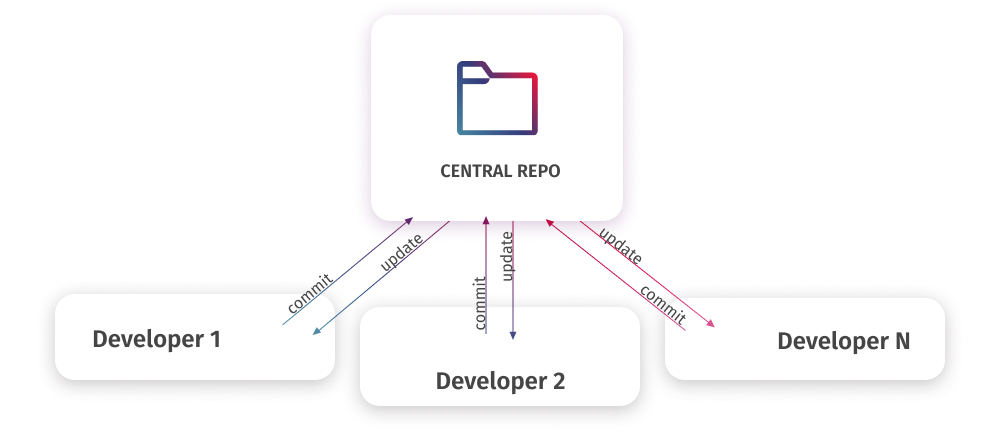 CENTRAL REPO
commit
update
commit
update
update
commit
Developer 1
Developer 2
Developer N